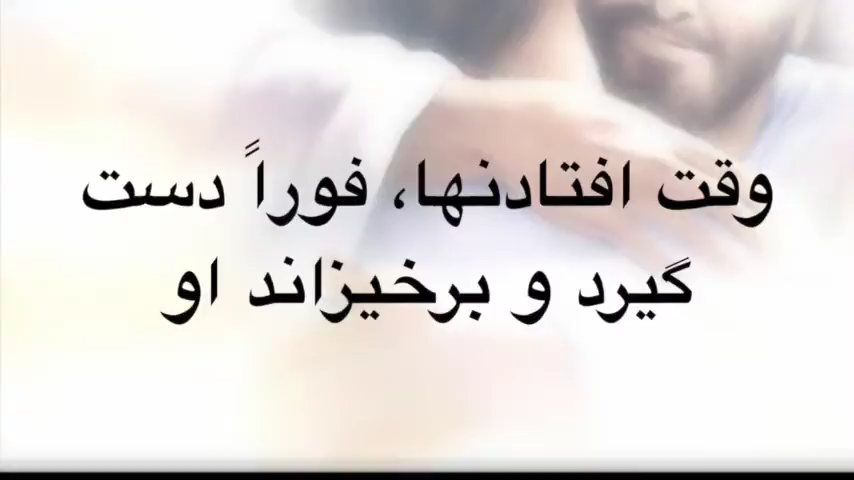 وقت افتادنها، فوراً دست
گیرد و برخیزاند او